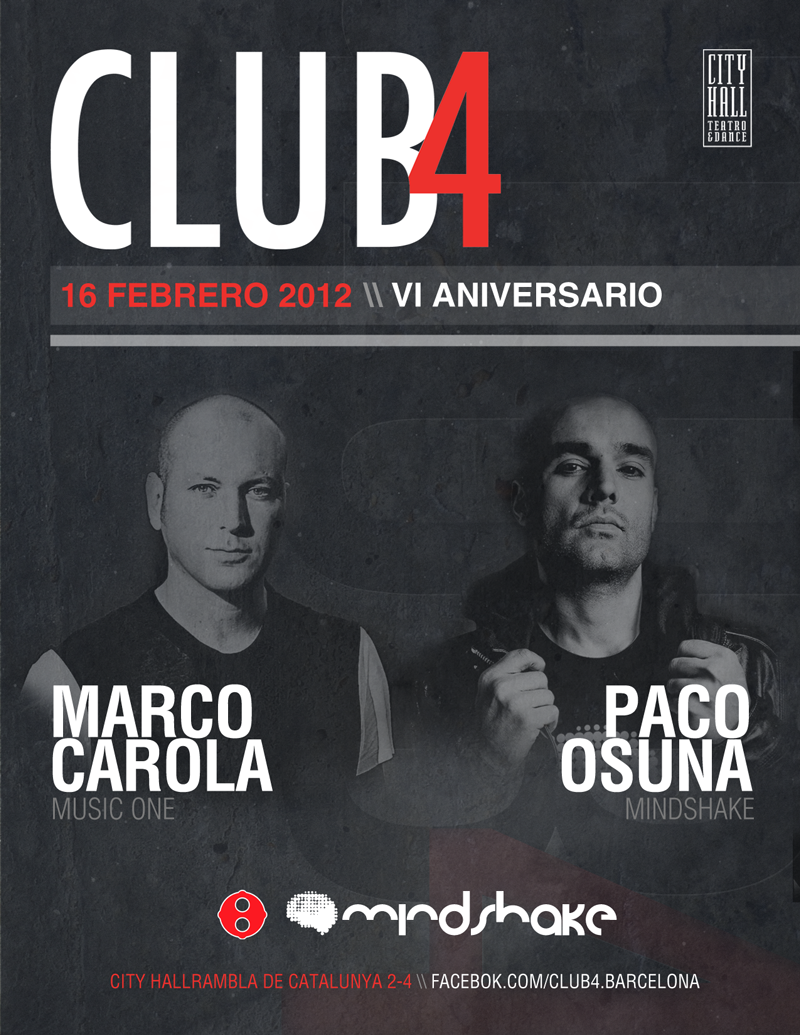 CLUB4
CITY
HALL
TEATRO
&DANCE
16 FEBRERO 2012 \\ VI ANIVERSARIO
MARCO
CAROLA
MUSIC ONE
PACO
OSUNA
MINDSHAKE
mindshake
CITY HALLRAMBLA DE CATALUNYA 2-4 \\ FACEBOK.COM/CLUB4.BARCELONA